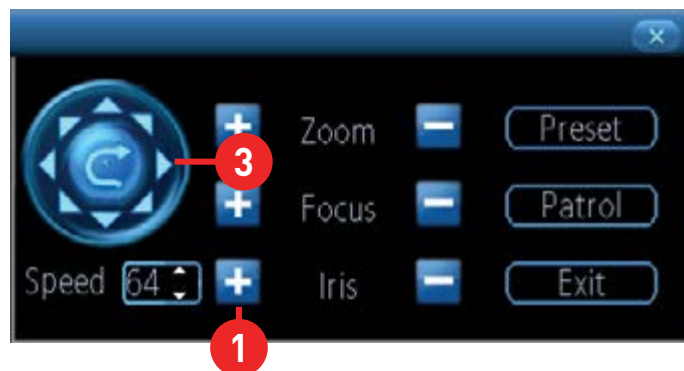 + Zoom - Preset
3
+ Focus - Patrol
Speed 64 + Iris - Exit
1